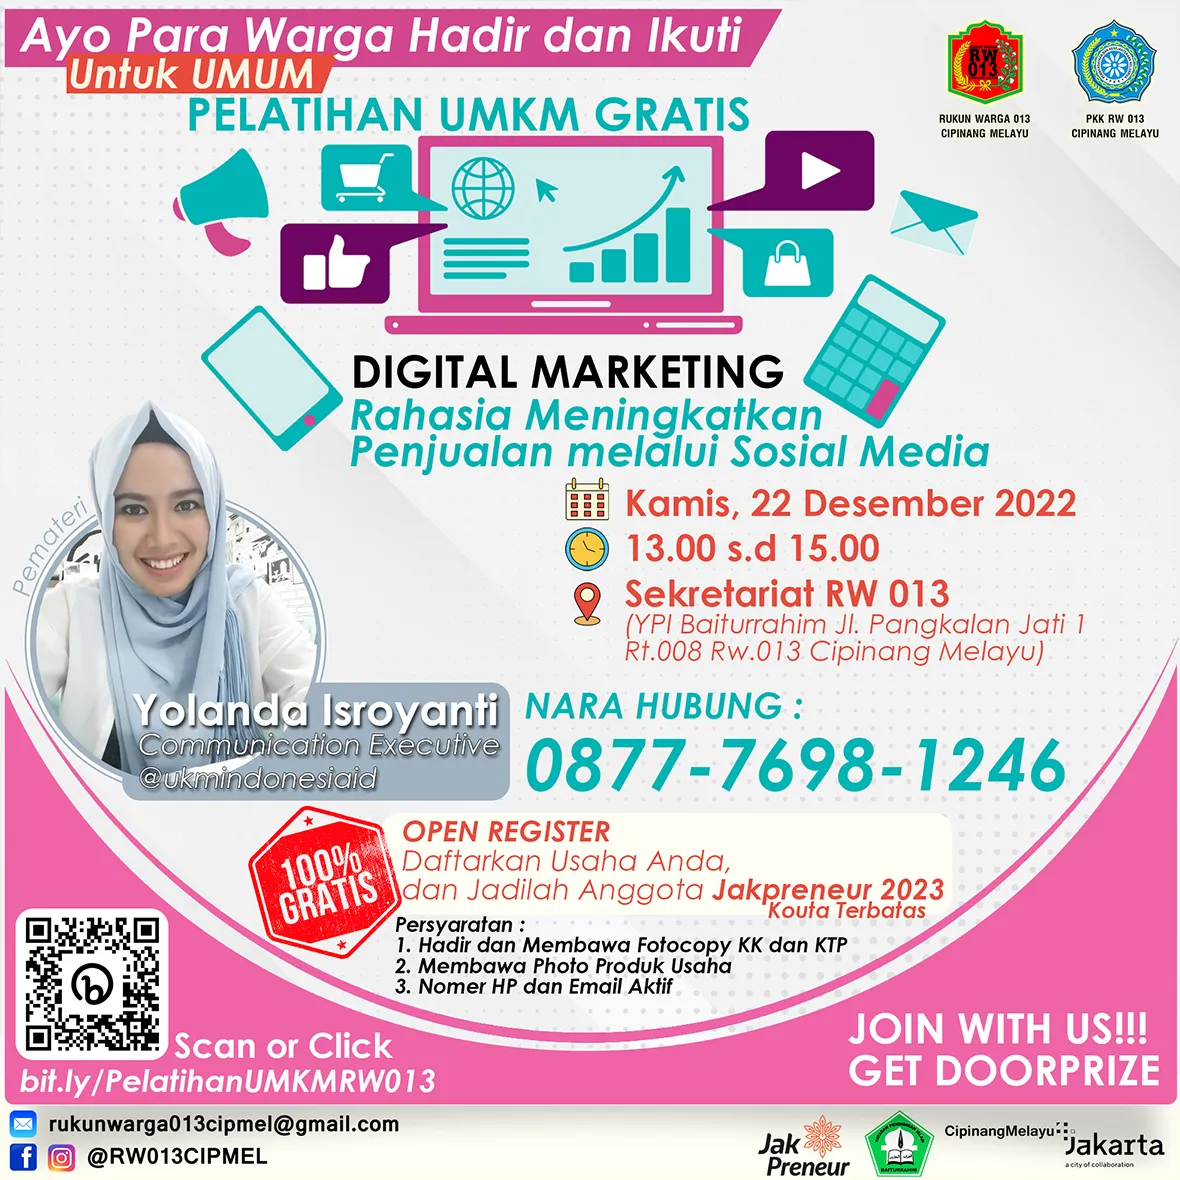 Ayo Para Warga Hadir dan Ikuti
Untuk UMUM
PELATIHAN UMKM GRATIS
RW
013
RUKUN WARGA 013
CIPINANG MELAYU
PKK RW 013
CIPINANG MELAYU
DIGITAL MARKETING
Rahasia Meningkatkan
Penjualan melalui Sosial Media
Kamis, 22 Desember 2022
13.00 s.d 15.00
Sekretariat RW 013
(YPI Baiturrahim Jl. Pangkalan Jati 1
Rt.008 Rw.013 Cipinang Melayu)
Pemateri
Yolanda Isroyanti
Communication Executive
@ukmindonesiaid
NARA HUBUNG :
0877-7698-1246
100%
GRATIS
OPEN REGISTER
Daftarkan Usaha Anda,
dan Jadilah Anggota Jakpreneur 2023
Kouta Terbatas
Persyaratan :
1. Hadir dan Membawa Fotocopy KK dan KTP
2. Membawa Photo Produk Usaha
3. Nomer HP dan Email Aktif
Scan or Click
bit.ly/PelatihanUMKMRW013
JOIN WITH US!!!
GET DOORPRIZE
rukunwarga013cipmel@gmail.com
@RW013CIPMEL
Jak
Preneur
BAITURRAHIM
CipinangMelayu
Jakarta
a city of collaboration